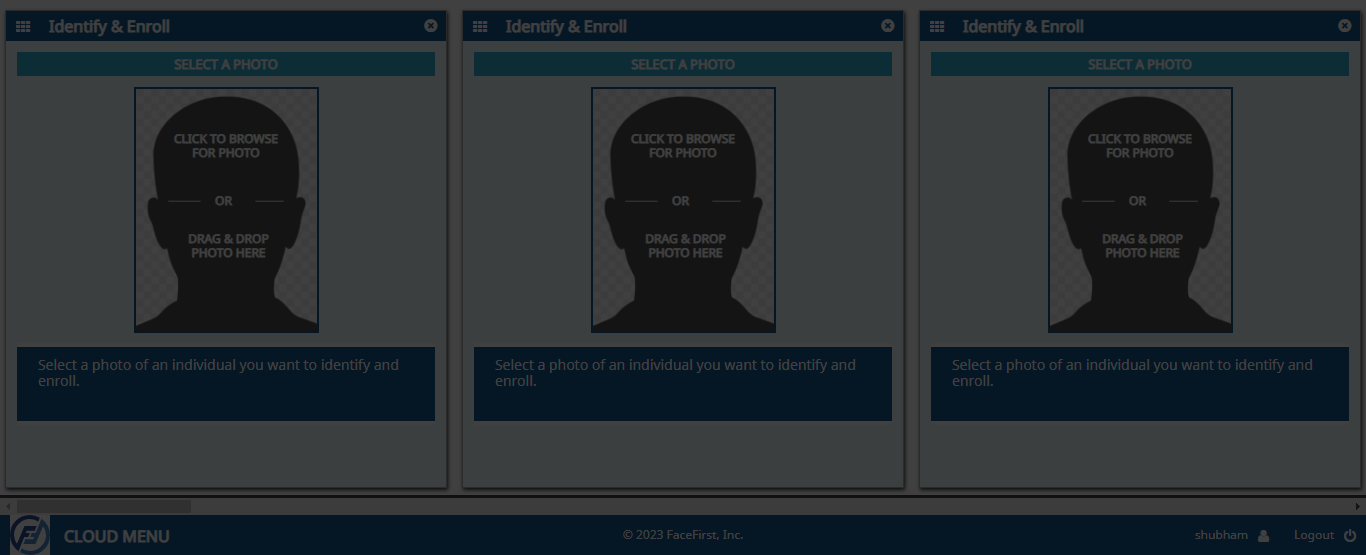 Identify & Enroll
SELECT A PHOTO
CLICK TO BROWSE
FOR PHOTO
OR
DRAG & DROP
PHOTO HERE
Select a photo of an individual you want to identify and
enroll.
Identify & Enroll
SELECT A PHOTO
CLICK TO BROWSE
FOR PHOTO
OR
DRAG & DROP
PHOTO HERE
Select a photo of an individual you want to identify and
enroll.
Identify & Enroll
SELECT A PHOTO
CLICK TO BROWSE
FOR PHOTO
OR
DRAG & DROP
PHOTO HERE
Select a photo of an individual you want to identify and
enroll.
CLOUD MENU
© 2023 FaceFirst, Inc.
shubham
Logout